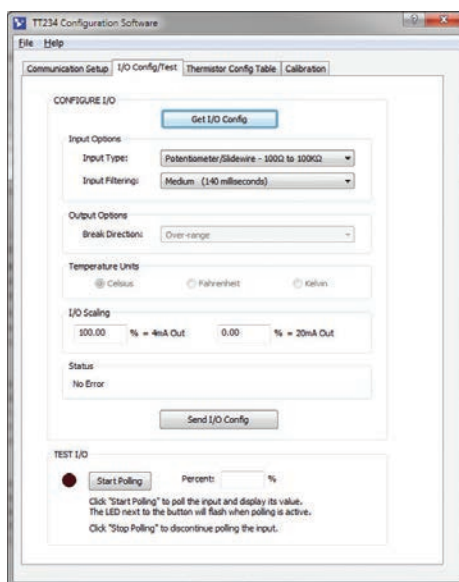 TT234 Configuration Software
File Help
Communication Setup I/O Config/Test Thermistor Config Table Calibration
CONFIGURE I/O
Get I/O Config
Input Options
Input Type: Potentiometer/Slidewire - 100Ω to 100KΩ
Input Filtering: Medium (140 milliseconds)
Output Options
Break Direction: Over-range
Temperature Units
Celsius Fahrenheit Kelvin
I/O Scaling
100.00 % = 4mA Out 0.00 % = 20mA Out
Status
No Error
Send I/O Config
TEST I/O
Start Polling Percent: %
Click "Start Polling" to poll the input and display its value.
The LED next to the button will flash when polling is active.
Click "Stop Polling" to discontinue polling the input.